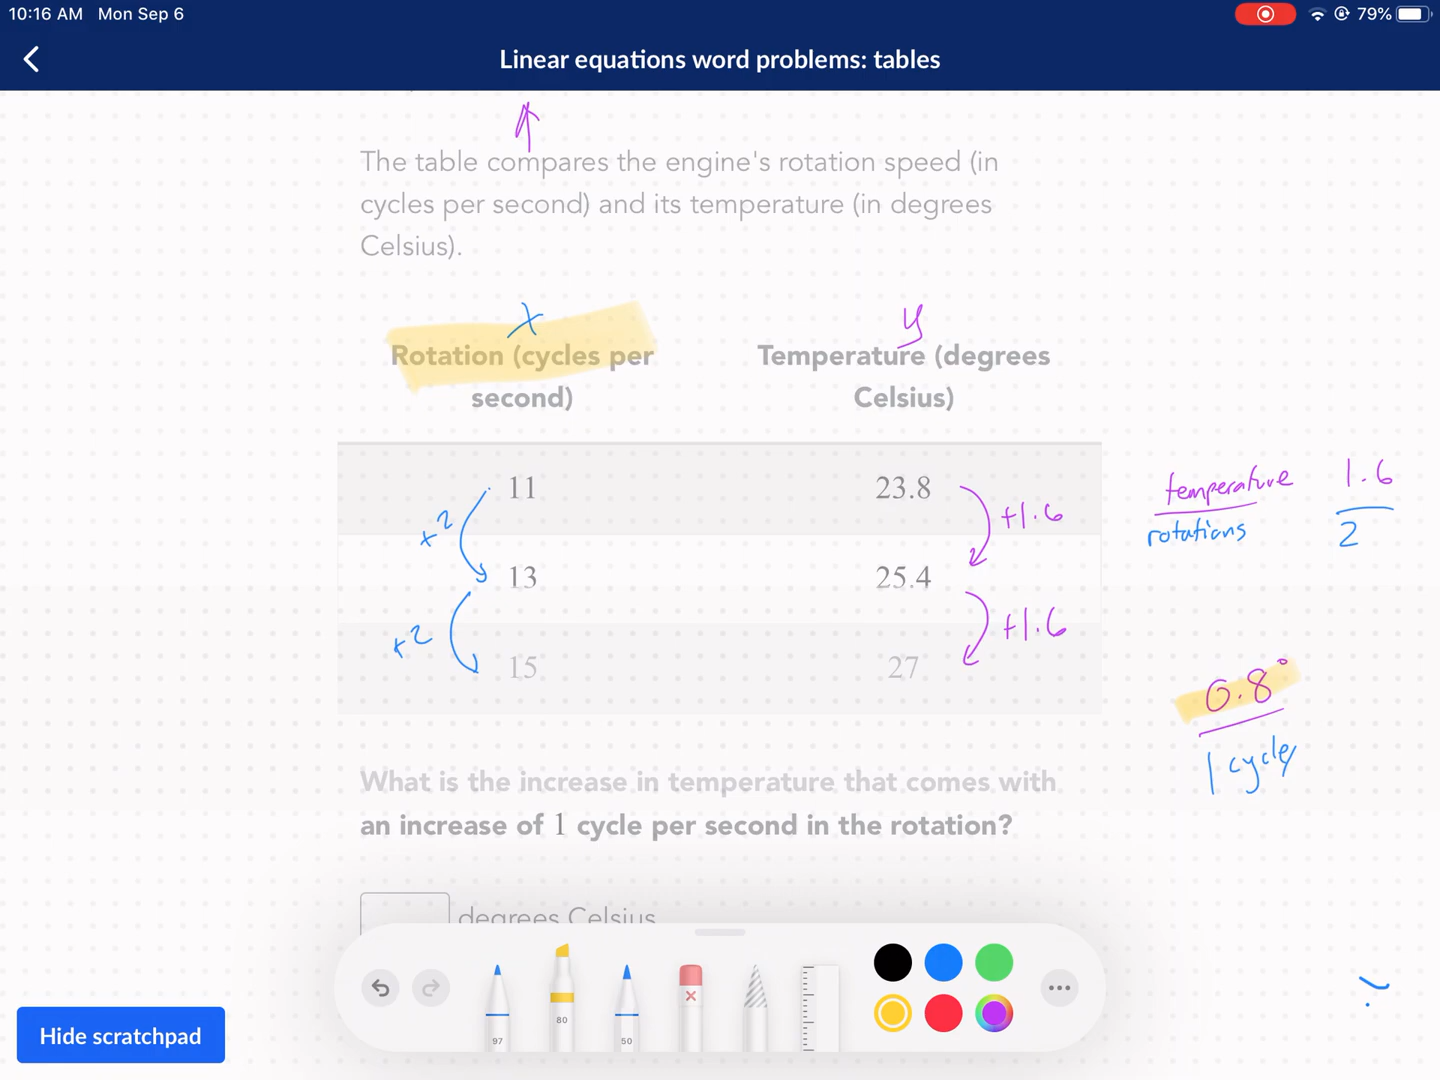 10:16 AM Mon Sep 6 79%
Linear equations word problems: tables
The table compares the engine's rotation speed (in
cycles per second) and its temperature (in degrees
Celsius).
x y
Rotation (cycles per
second)
Temperature (degrees
Celsius)
11 23.8
+2 +1.6
13 25.4
+2 +1.6
15 27
temperature 1.6
rotations 2
0.8°
1 cycle
What is the increase in temperature that comes with
an increase of 1 cycle per second in the rotation?
degrees Celsius
97 80 50
Hide scratchpad